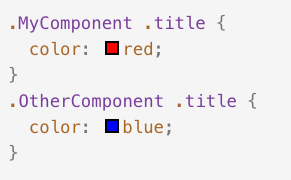 .MyComponent .title {
  color: red;
}
.OtherComponent .title {
  color: blue;
}